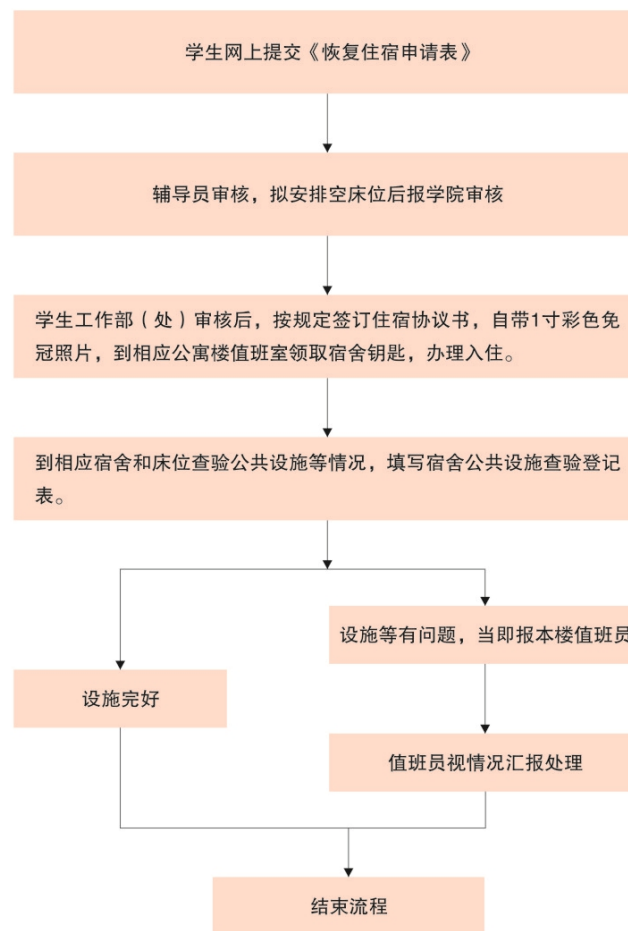 学生网上提交《恢复住宿申请表》
辅导员审核，拟安排空床位后报学院审核
学生工作部（处）审核后，按规定签订住宿协议书，自带1寸彩色免
冠照片，到相应公寓楼值班室领取宿舍钥匙，办理入住。
到相应宿舍和床位查验公共设施等情况，填写宿舍公共设施查验登记
表。
设施等有问题，当即报本楼值班员
设施完好
值班员视情况汇报处理
结束流程